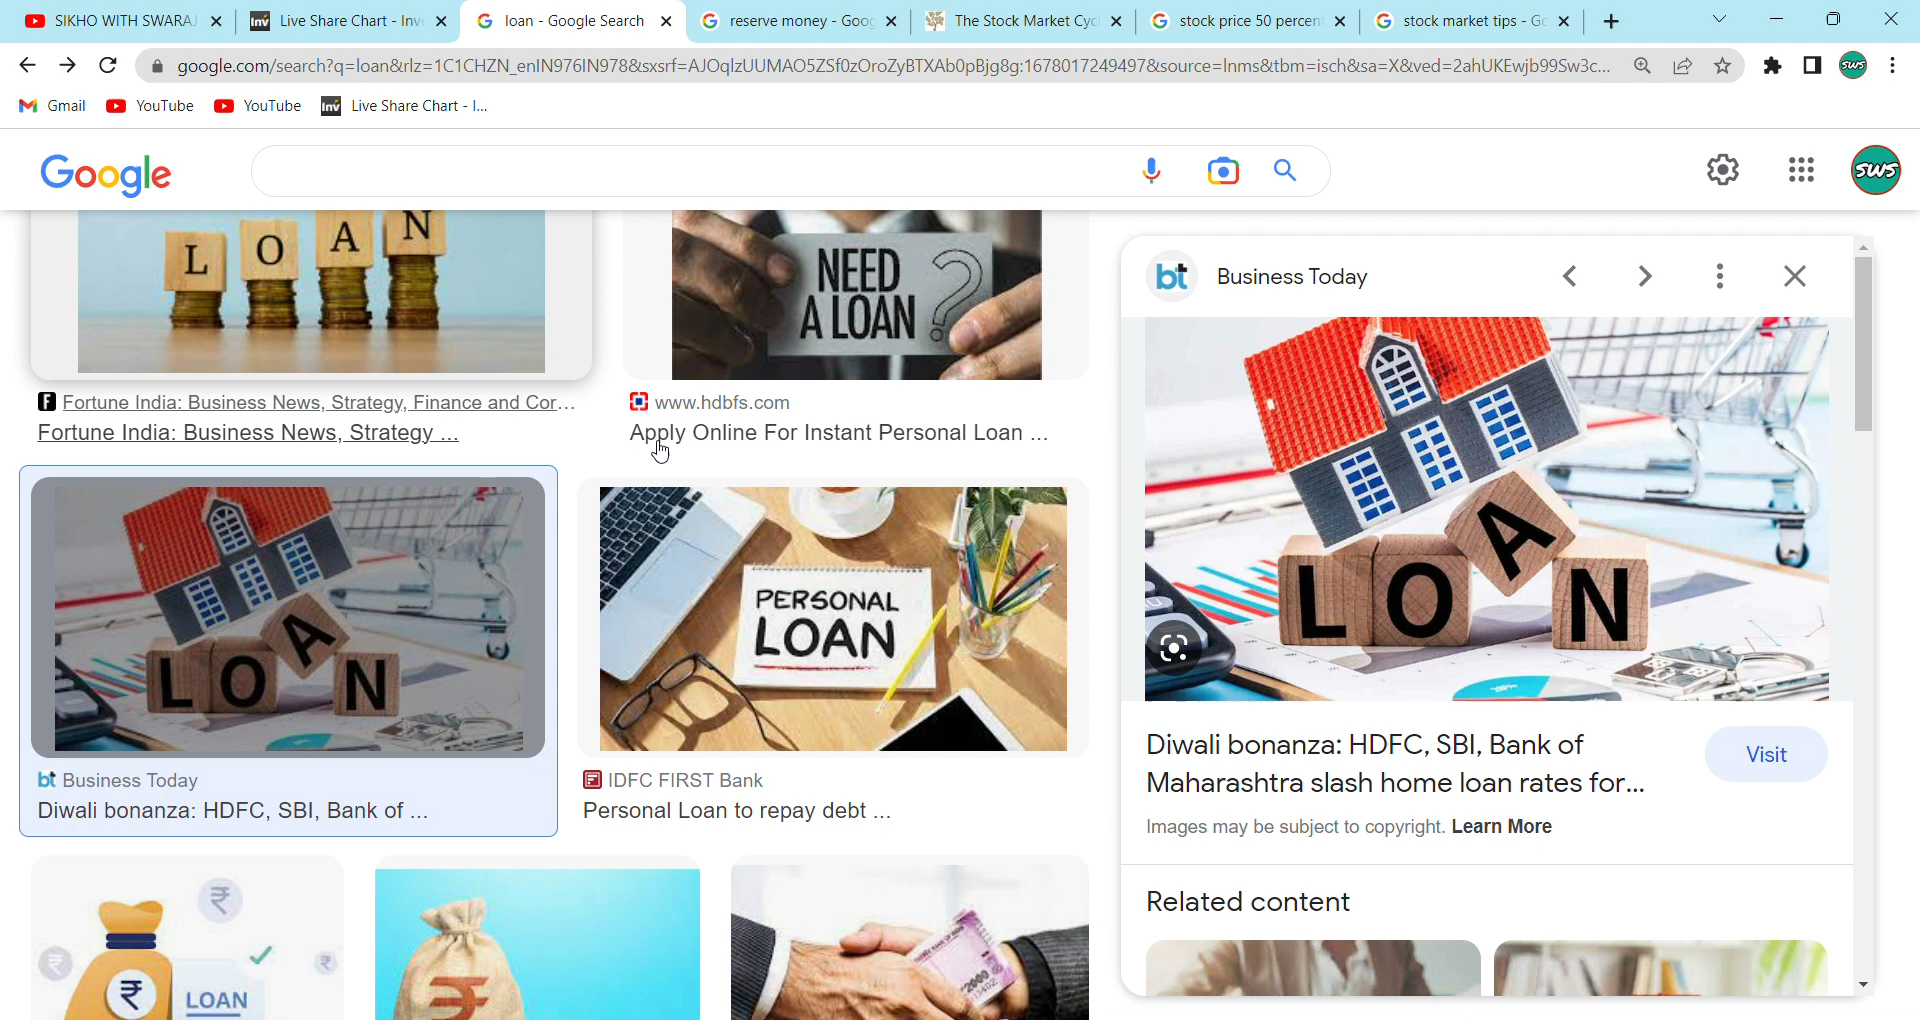 SIKHO WITH SWARAJ
Live Share Chart - Inve
loan - Google Search
reserve money - Goog
The Stock Market Cyc
stock price 50 percent
stock market tips - Go
google.com/search?q=loan&rlz=1C1CHZN_enIN976IN978&sxsrf=AJOqlzUUMAO5ZSf0zOroZyBTXAb0pBjg8g:1678017249497&source=lnms&tbm=isch&sa=X&ved=2ahUKEwjb99Sw3c...
SWS
Gmail
YouTube
YouTube
Inv
Live Share Chart - I...
Google
SWS
LOAN
NEED
A LOAN ?
bt Business Today
Fortune India: Business News, Strategy, Finance and Cor...
Fortune India: Business News, Strategy ...
www.hdbfs.com
Apply Online For Instant Personal Loan ...
LOAN
PERSONAL
LOAN
LOAN
bt Business Today
Diwali bonanza: HDFC, SBI, Bank of ...
IDFC FIRST Bank
Personal Loan to repay debt ...
Diwali bonanza: HDFC, SBI, Bank of
Maharashtra slash home loan rates for...
Visit
Images may be subject to copyright. Learn More
Related content
₹
₹
₹
₹
LOAN
₹
2000